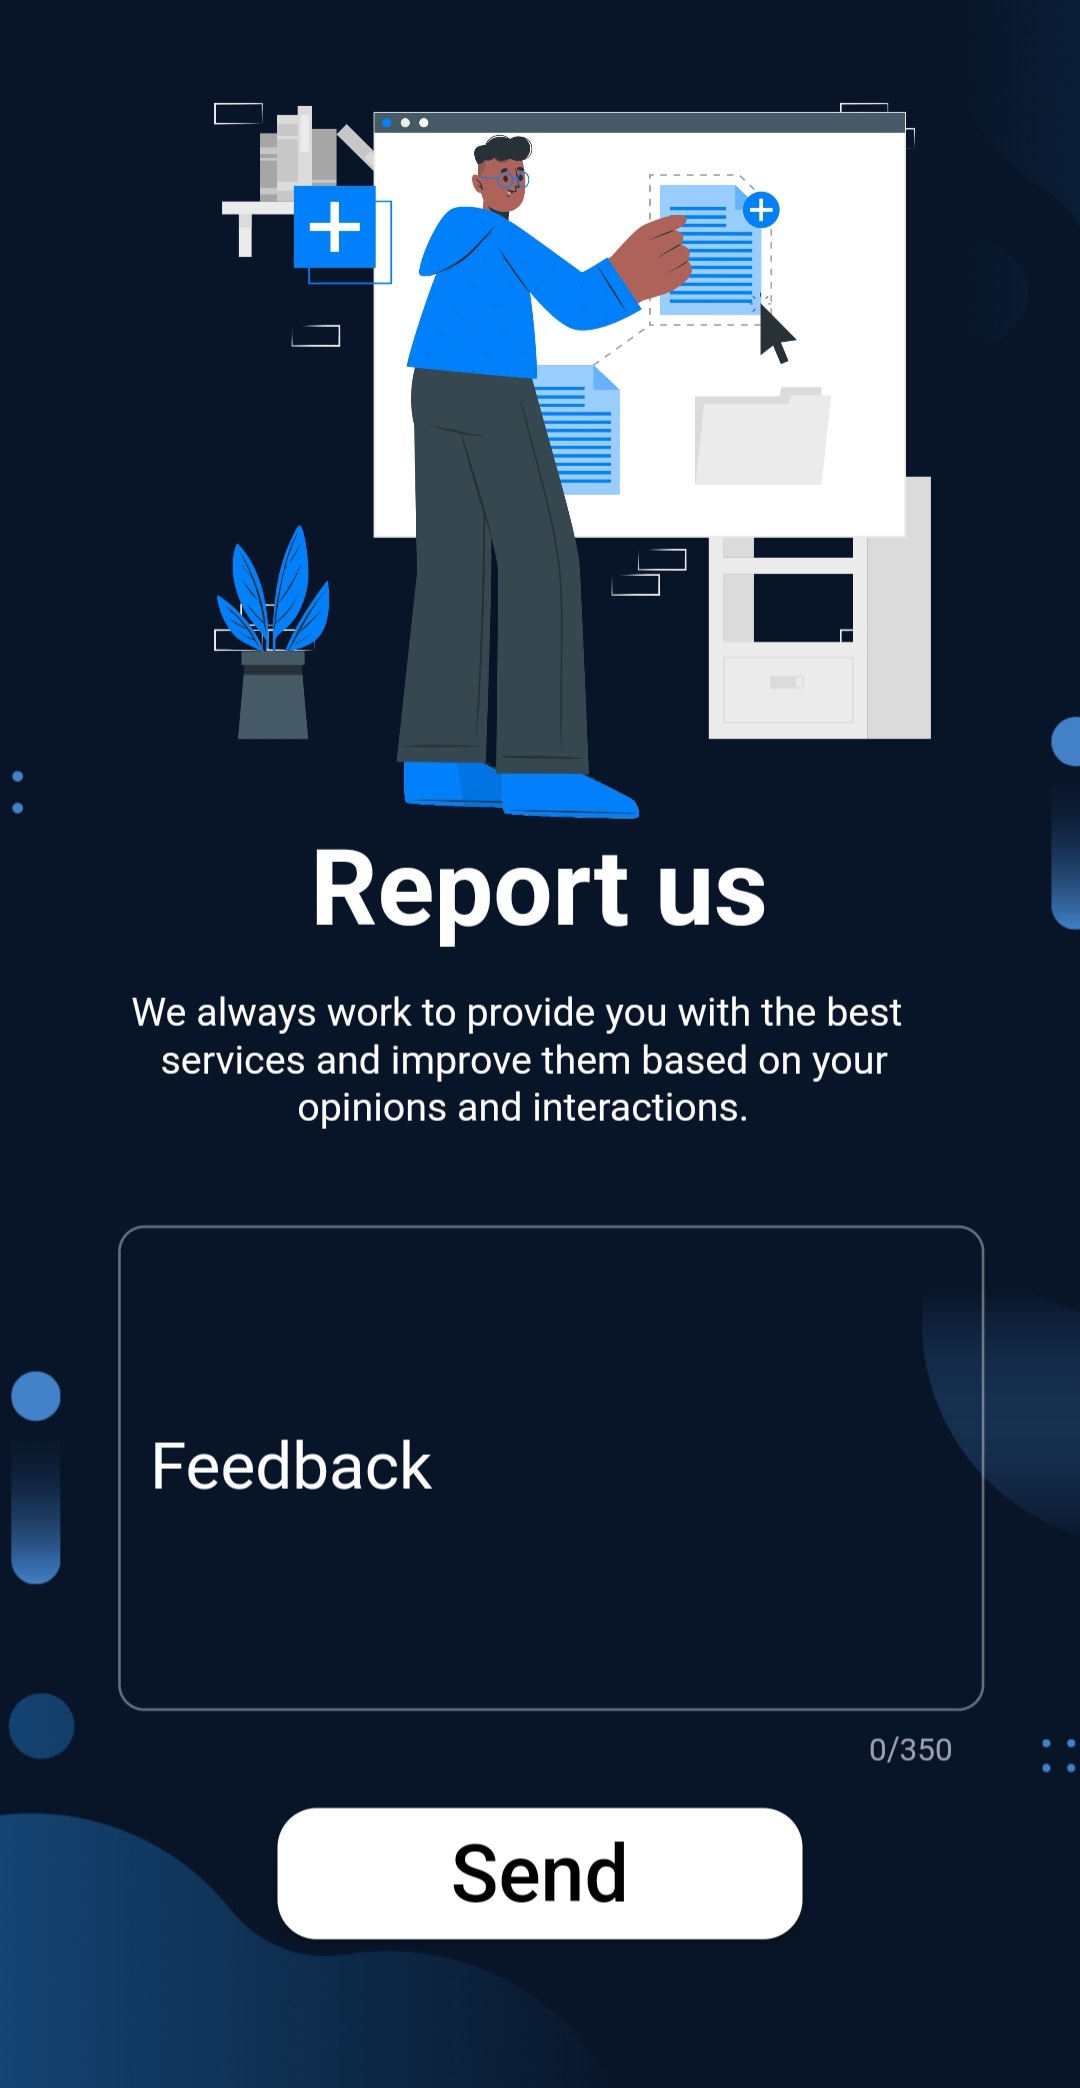 Report us
We always work to provide you with the best
services and improve them based on your
opinions and interactions.
Feedback
0/350
Send